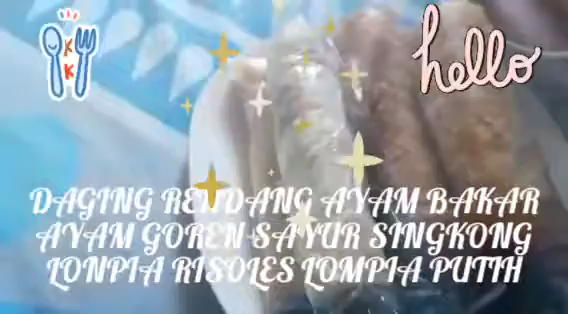 K
K
hello
DAGING RENDANG AYAM BAKAR
AYAM GOREN SAYUR SINGKONG
LONPIA RISOLES LOMPIA PUTIH